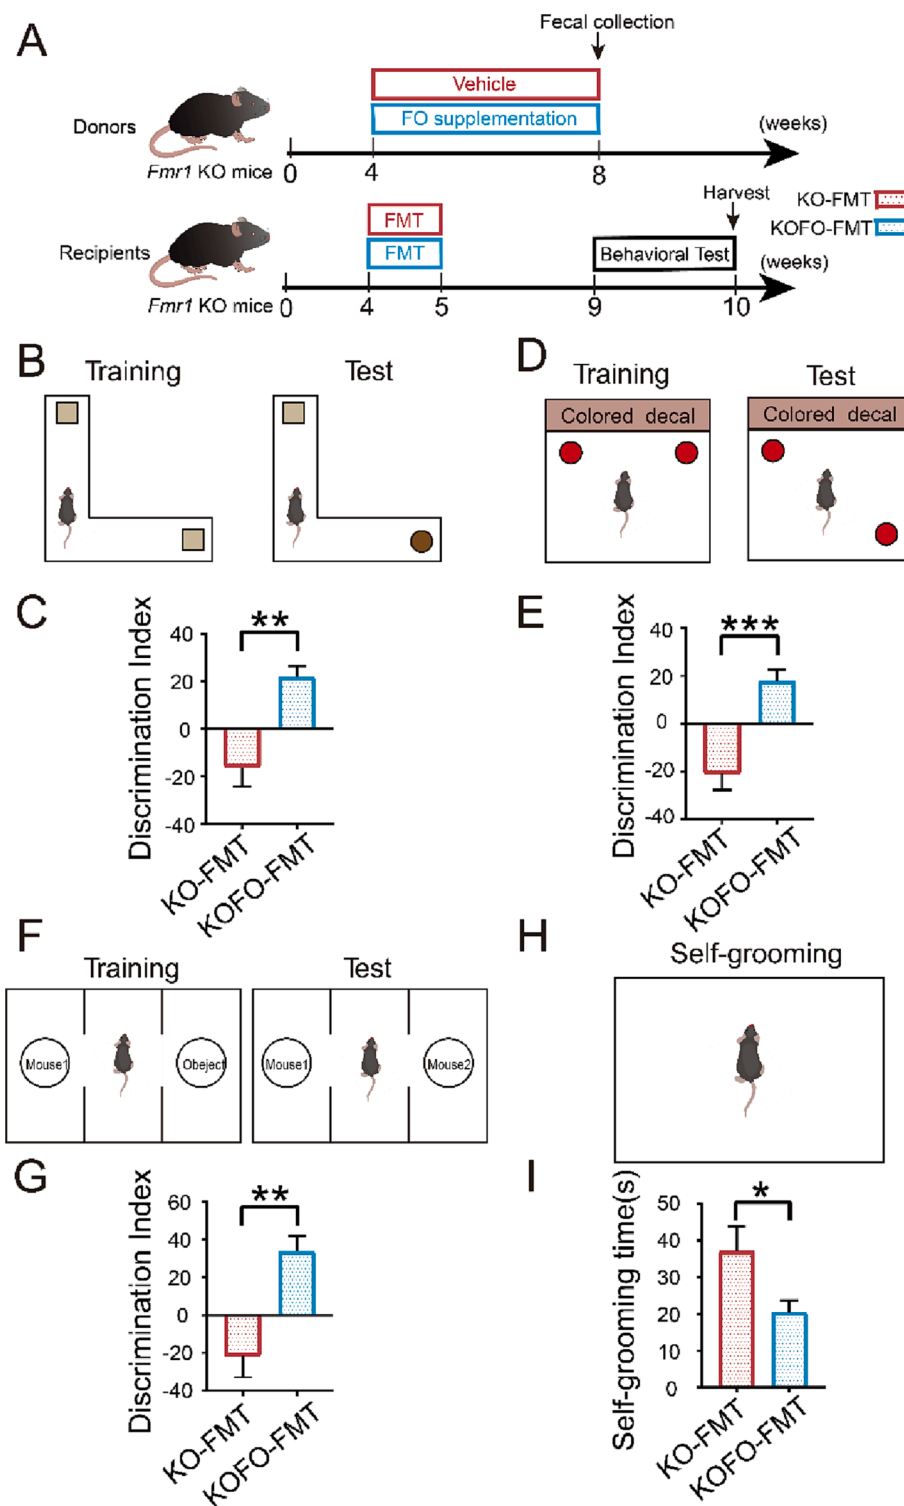 A
Fecal collection
Vehicle
FO supplementation
Donors
(weeks)
Fmr1 KO mice
0
4
8
Harvest
KO-FMT
FMT
KOFO-FMT
FMT
Recipients
Behavioral Test
(weeks)
Fmr1 KO mice
0
4
5
9
10
B
Training
Test
D
Training
Test
Colored decal
Colored decal
C
Discrimination Index
**
40
20
0
-20
-40
KO-FMT
KOFO-FMT
E
Discrimination Index
***
40
20
0
-20
-40
KO-FMT
KOFO-FMT
F
Training
Test
Mouse1
Obeject
Mouse1
Mouse2
H
Self-grooming
G
Discrimination Index
**
60
40
20
0
-20
-40
KO-FMT
KOFO-FMT
I
Self-grooming time(s)
*
50
40
30
20
10
0
KO-FMT
KOFO-FMT